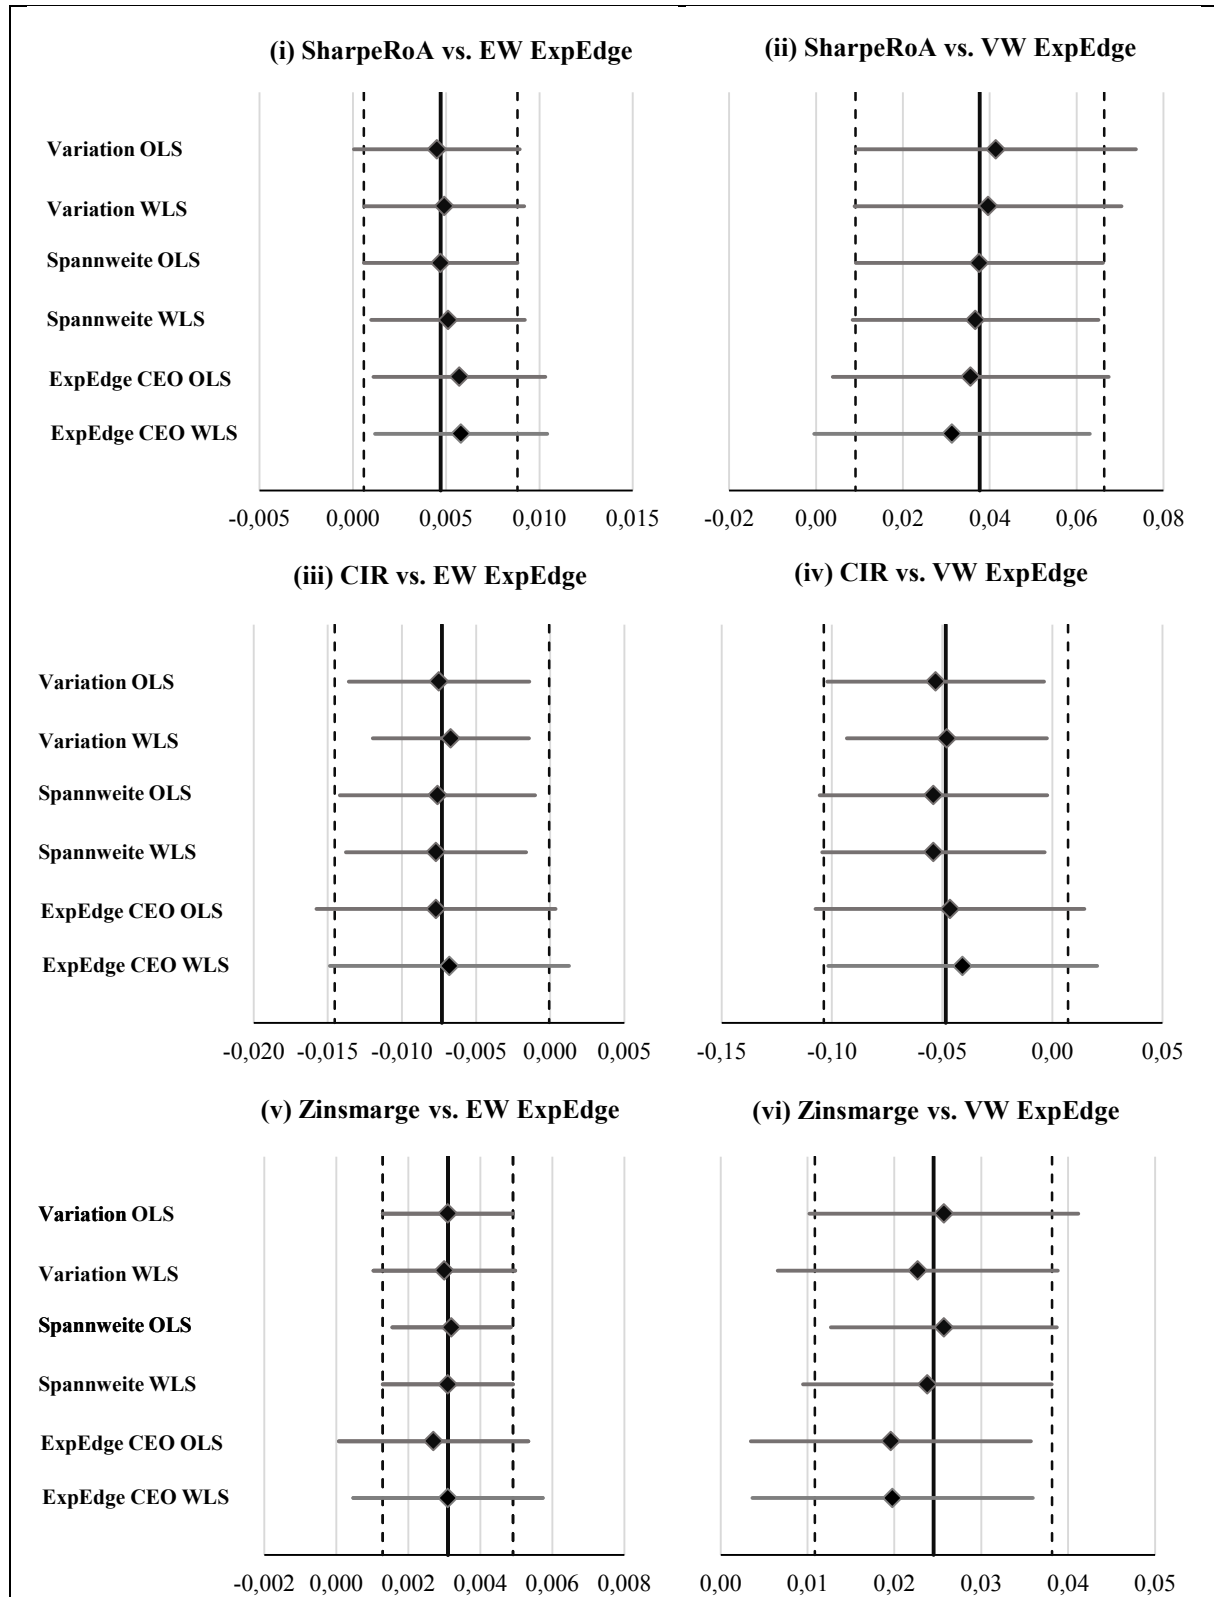 (i) SharpeRoA vs. EW ExpEdge
(ii) SharpeRoA vs. VW ExpEdge
Variation OLS
Variation WLS
Spannweite OLS
Spannweite WLS
ExpEdge CEO OLS
ExpEdge CEO WLS
-0,005 0,000 0,005 0,010 0,015
-0,02 0,00 0,02 0,04 0,06 0,08
(iii) CIR vs. EW ExpEdge
(iv) CIR vs. VW ExpEdge
Variation OLS
Variation WLS
Spannweite OLS
Spannweite WLS
ExpEdge CEO OLS
ExpEdge CEO WLS
-0,020 -0,015 -0,010 -0,005 0,000 0,005
-0,15 -0,10 -0,05 0,00 0,05
(v) Zinsmarge vs. EW ExpEdge
(vi) Zinsmarge vs. VW ExpEdge
Variation OLS
Variation WLS
Spannweite OLS
Spannweite WLS
ExpEdge CEO OLS
ExpEdge CEO WLS
-0,002 0,000 0,002 0,004 0,006 0,008
0,00 0,01 0,02 0,03 0,04 0,05